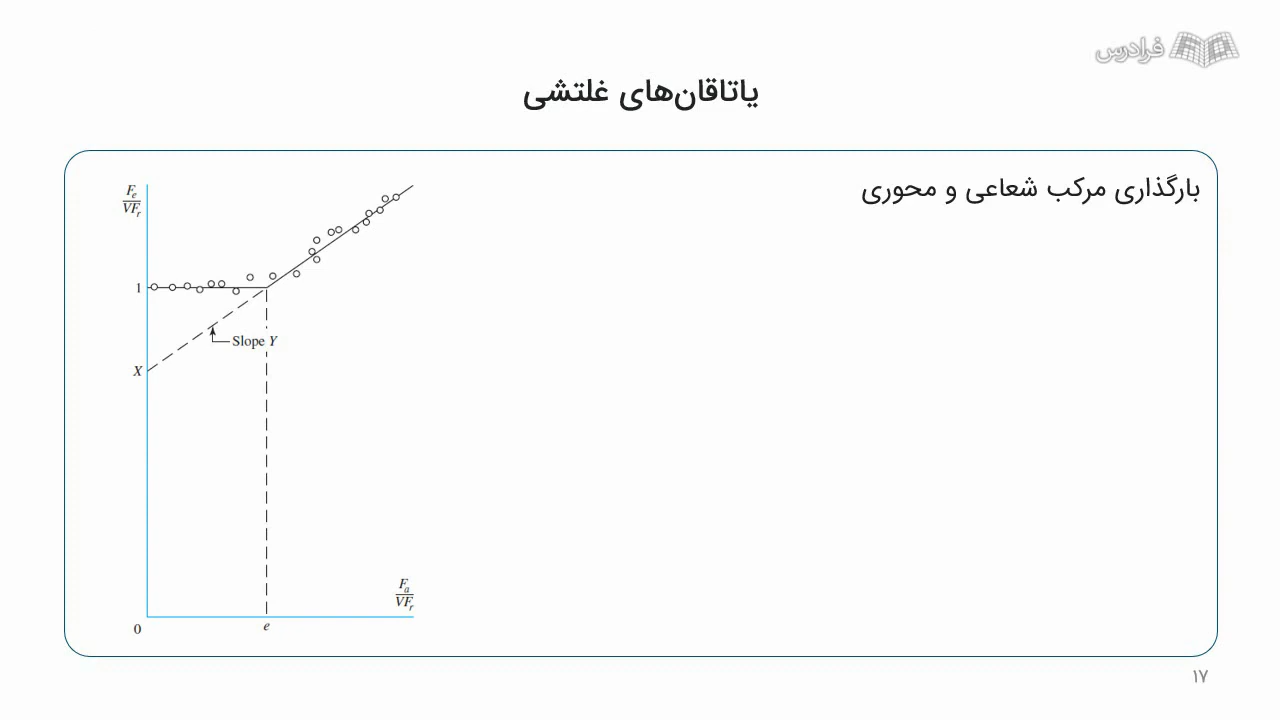 فرادرس
یاتاقان‌های غلتشی
بارگذاری مرکب شعاعی و محوری
Fe
VFr
1
Slope Y
X
Fa
VFr
0
e
۱۷